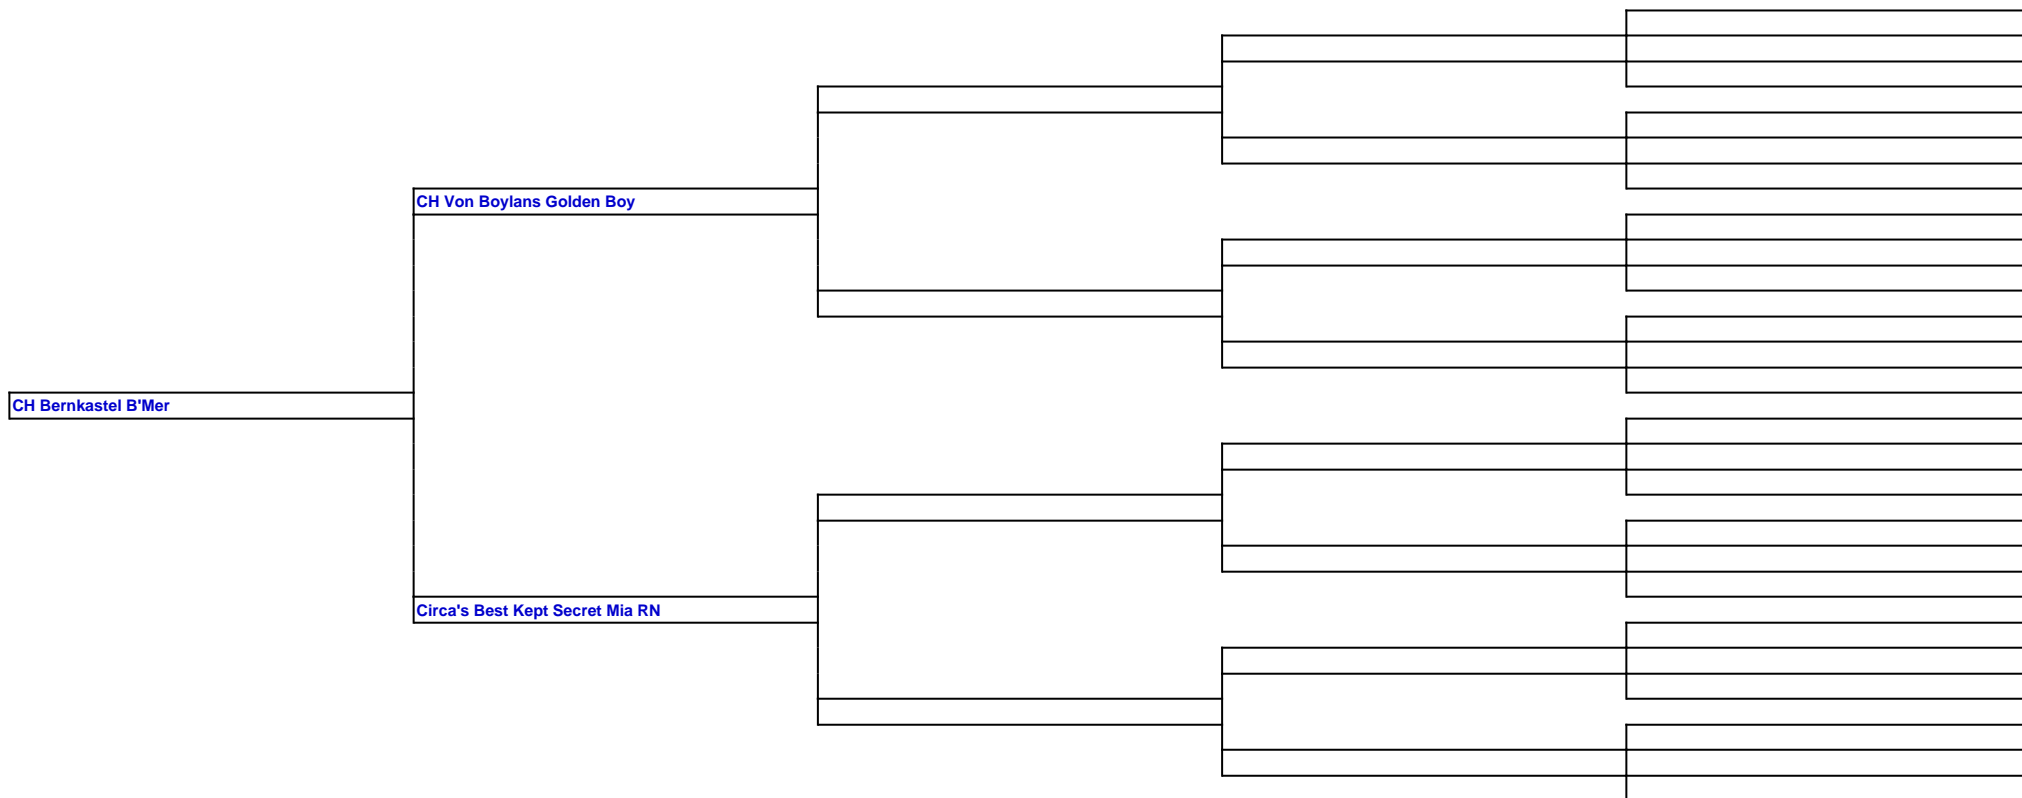 CH Von Boylans Golden Boy
CH Bernkastel B'Mer
Circa's Best Kept Secret Mia RN